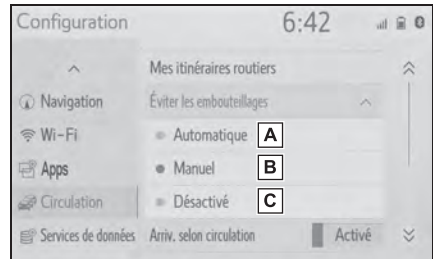 Configuration 6:42
Mes itinéraires routiers
Navigation
Éviter les embouteillages
Wi-Fi
Automatique A
Apps
Manuel B
Circulation
Désactivé C
Services de données
Arriv. selon circulation Activé